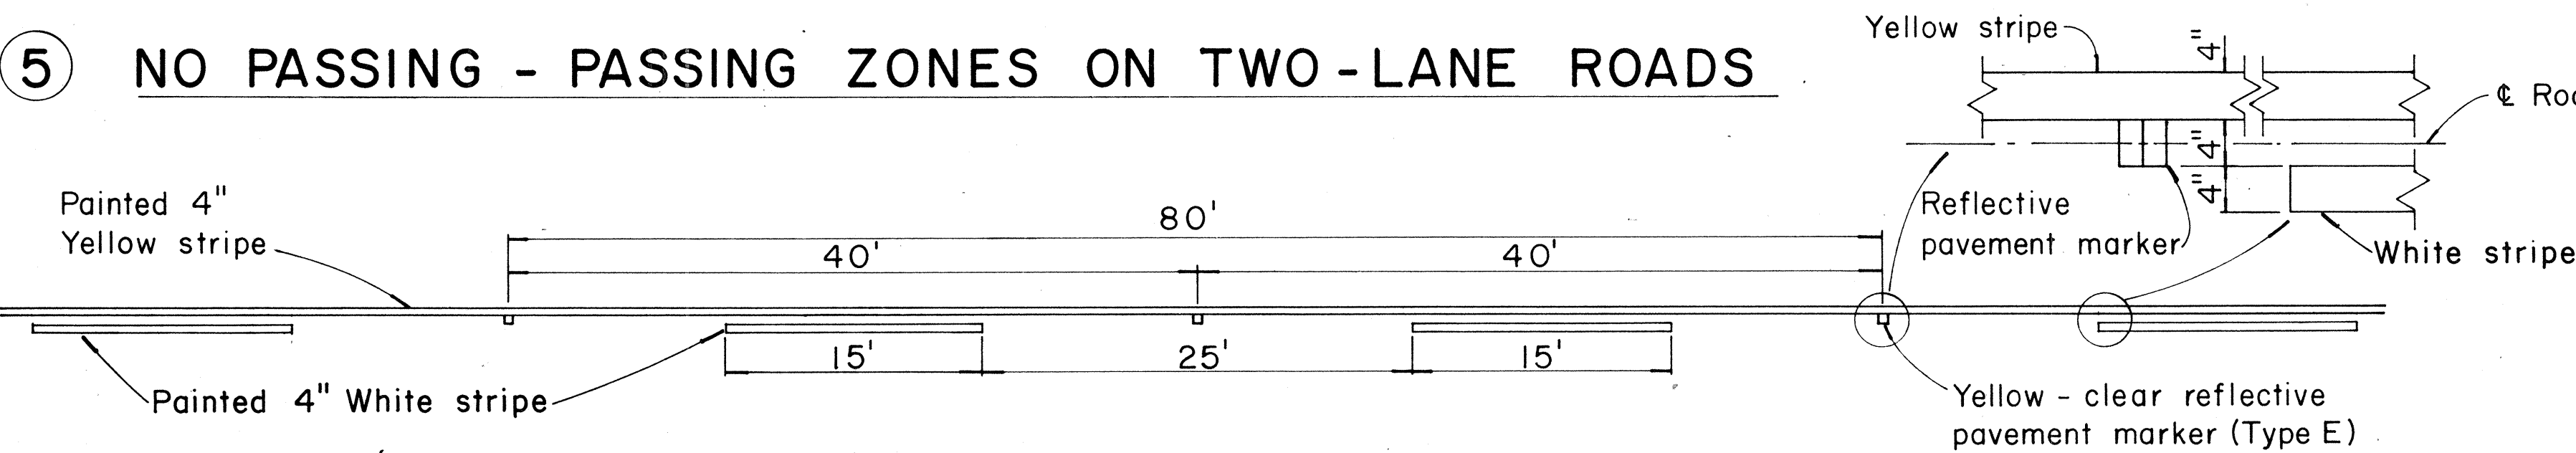 5 NO PASSING - PASSING ZONES ON TWO-LANE ROADS
Yellow stripe
4"
4"
4"
℄
Reflective
pavement marker
White stripe
Painted 4"
Yellow stripe
80'
40'
40'
15'
25'
15'
Painted 4" White stripe
Yellow - clear reflective
pavement marker (Type E)